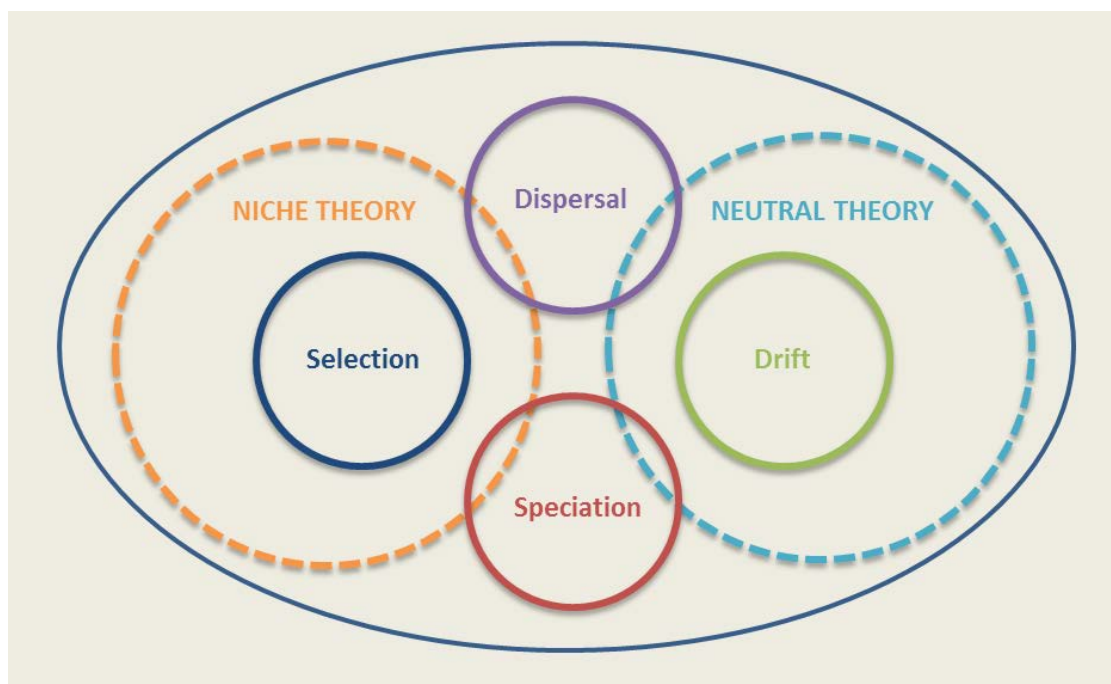 Dispersal
NICHE THEORY
NEUTRAL THEORY
Selection
Drift
Speciation